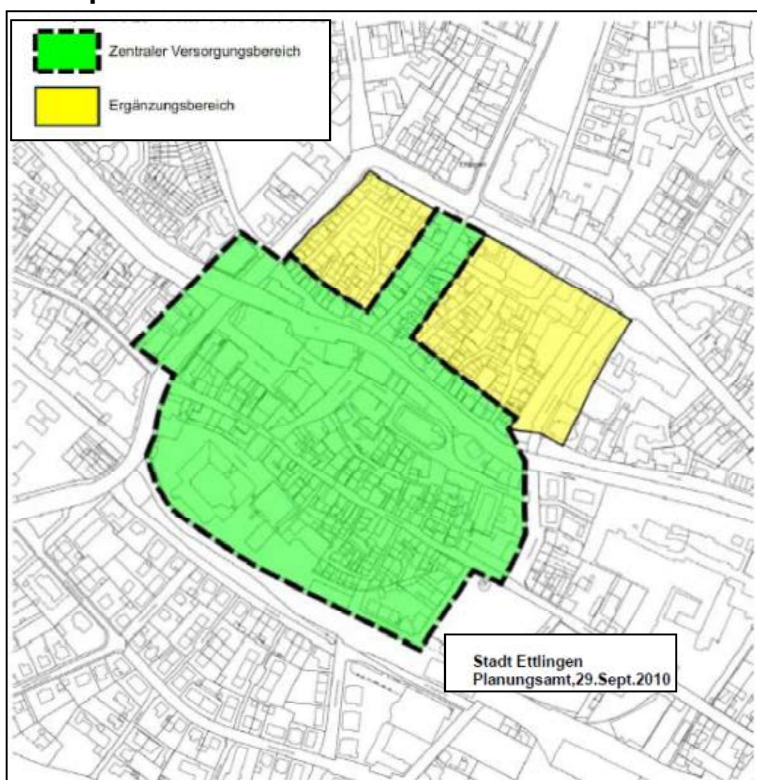 Zentraler Versorgungsbereich
Ergänzungsbereich
Stadt Ettlingen
Planungsamt,29.Sept.2010